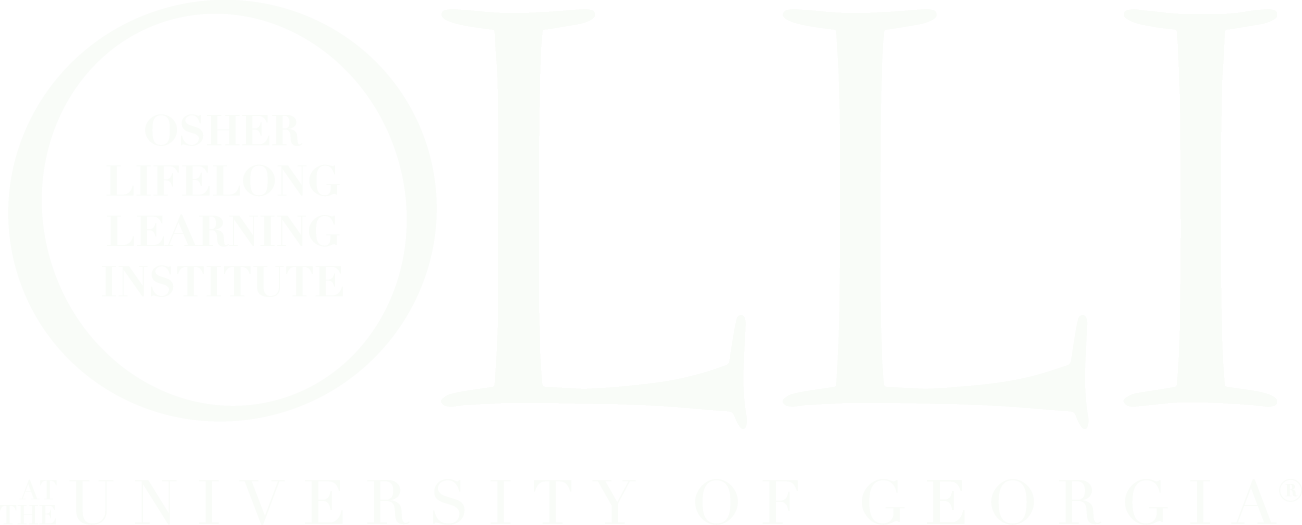 OLLI
OSHER
LIFELONG
LEARNING
INSTITUTE
AT THE UNIVERSITY OF GEORGIA®